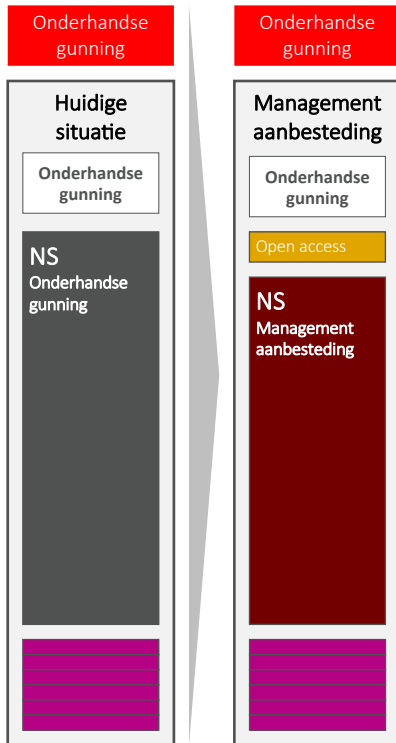 Onderhandse
gunning
Huidige
situatie
Onderhandse
gunning
NS
Onderhandse
gunning
Onderhandse
gunning
Management
aanbesteding
Onderhandse
gunning
Open access
NS
Management
aanbesteding